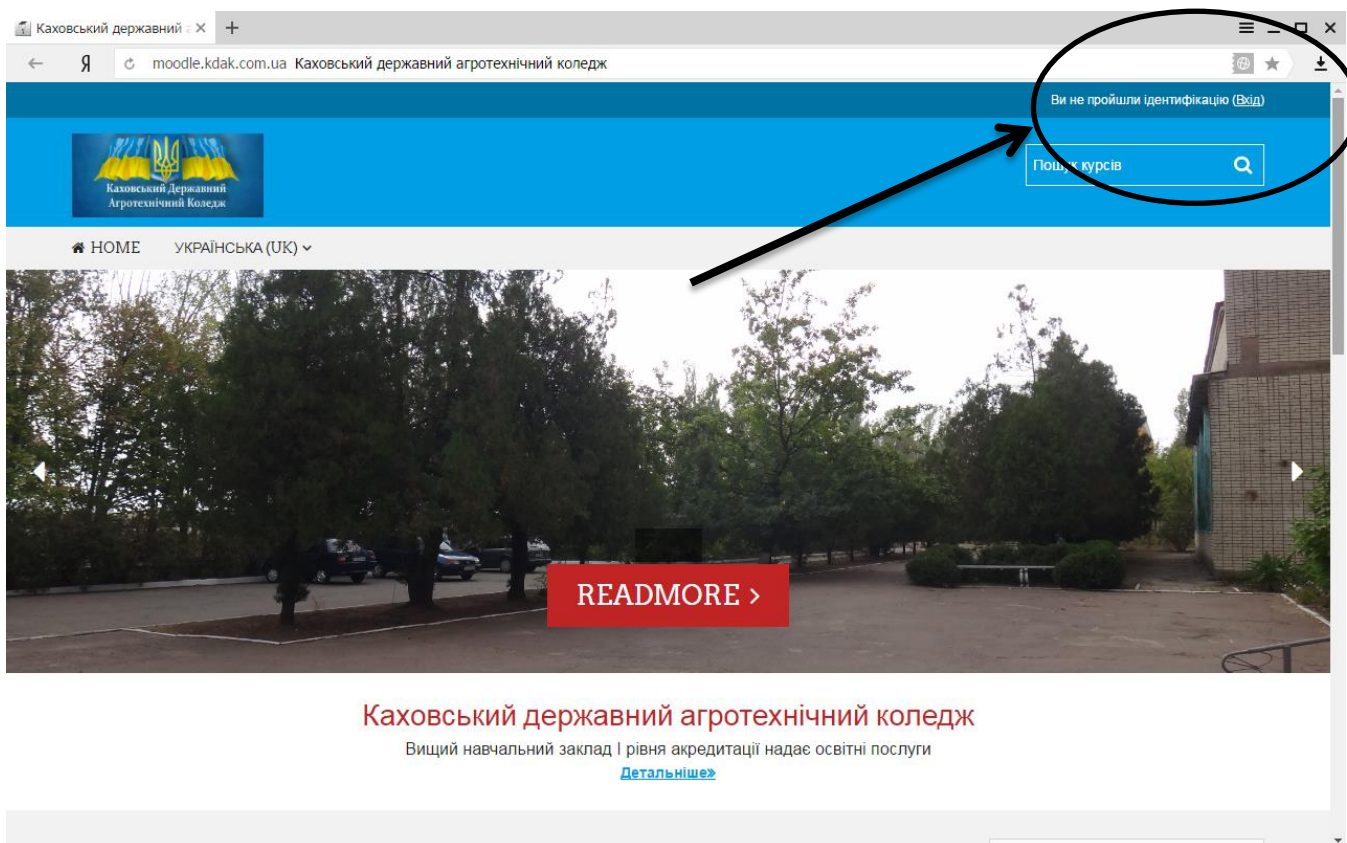 Каховський державний а
Я moodle.kdak.com.ua Каховський державний агротехнічний коледж
Ви не пройшли ідентифікацію (Вхід)
Каховський Державний
Агротехнічний Коледж
Пошук курсів
HOME УКРАЇНСЬКА (UK)
READMORE >
Каховський державний агротехнічний коледж
Вищий навчальний заклад І рівня акредитації надає освітні послуги
Детальніше»